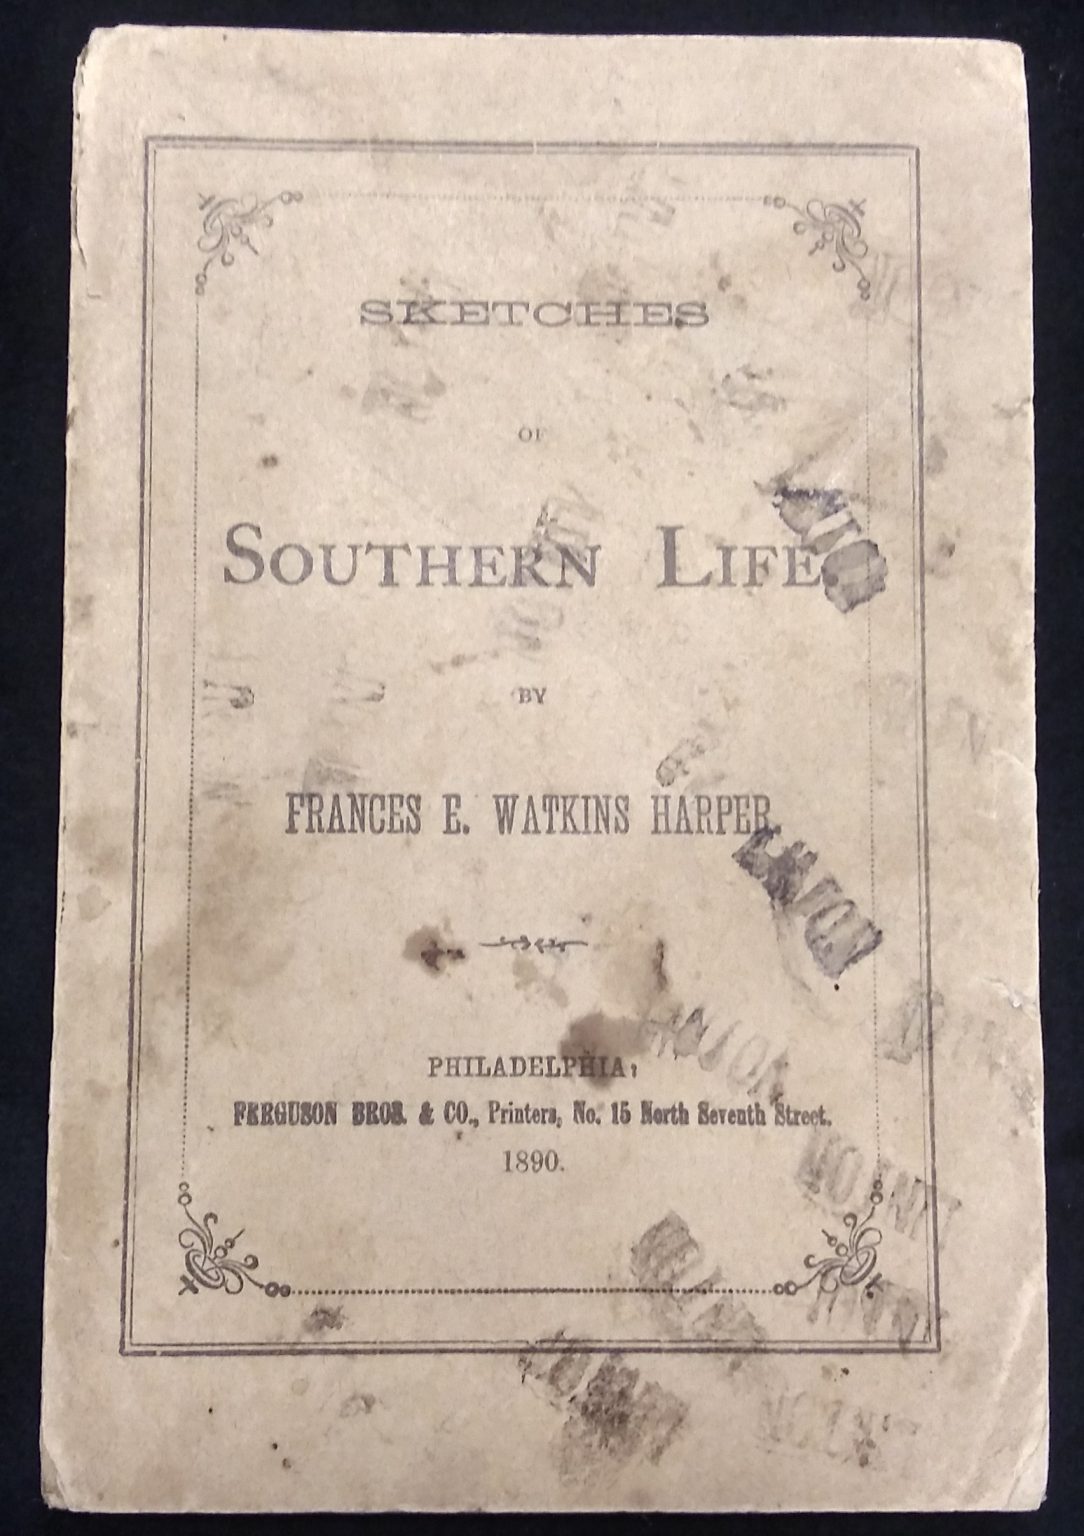 SKETCHES
OF
SOUTHERN LIFE
BY
FRANCES E. WATKINS HARPER.
PHILADELPHIA:
FERGUSON BROS. & CO., Printers, No. 15 North Seventh Street.
1890.